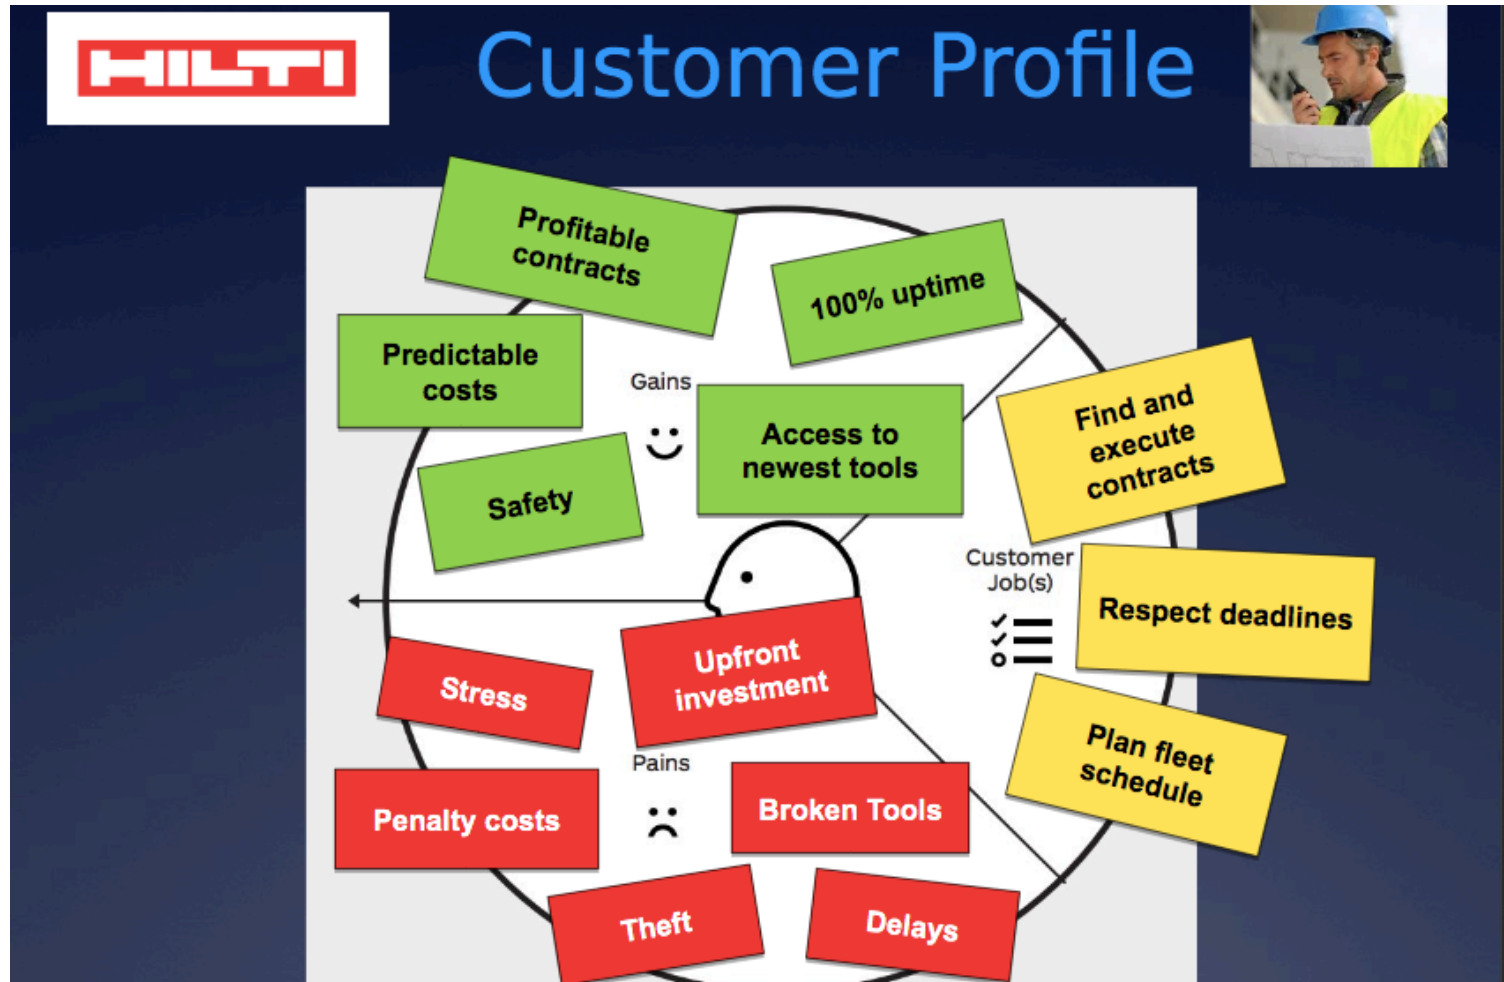 HILTI
Customer Profile
Profitable
contracts
100% uptime
Predictable
costs
Gains
Access to
newest tools
Safety
Find and
execute
contracts
Customer
Job(s)
Respect deadlines
Plan fleet
schedule
Upfront
investment
Stress
Pains
Penalty costs
Broken Tools
Theft
Delays